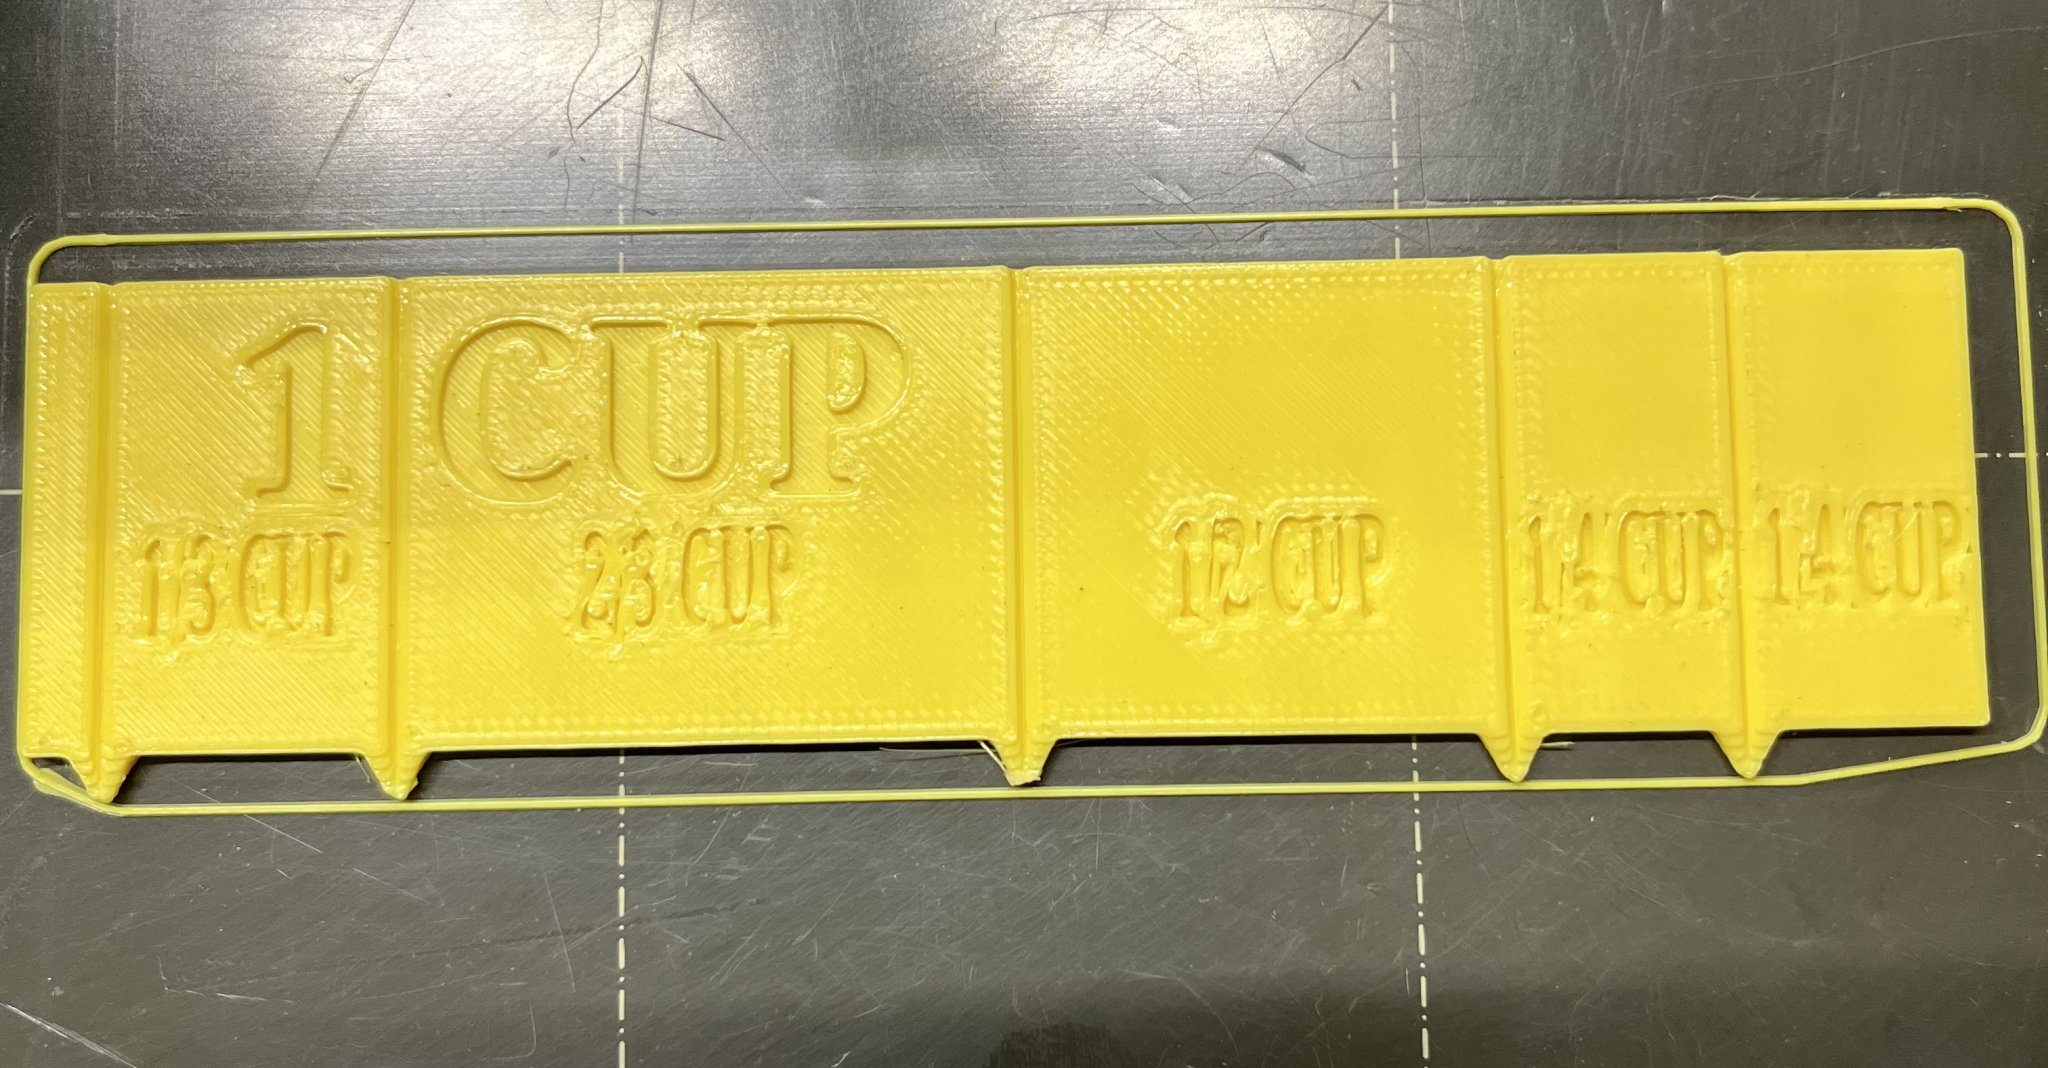 1 CUP
1/3 CUP
2/3 CUP
1/2 CUP
1/4 CUP
1/4 CUP